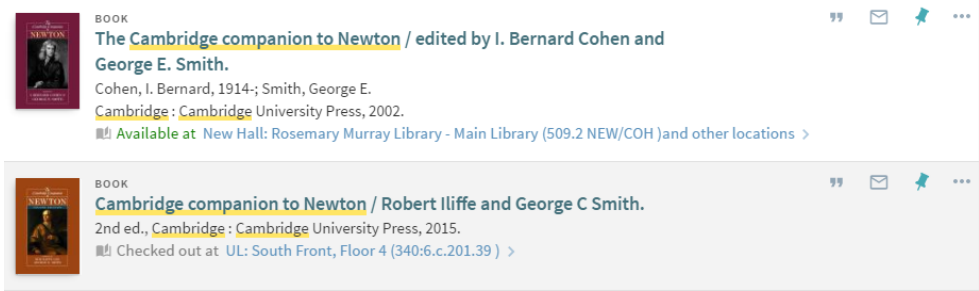 BOOK
The Cambridge companion to Newton / edited by I. Bernard Cohen and
George E. Smith.
Cohen, I. Bernard, 1914-; Smith, George E.
Cambridge : Cambridge University Press, 2002.
Available at New Hall: Rosemary Murray Library - Main Library (509.2 NEW/COH )and other locations
NEWTON
BOOK
Cambridge companion to Newton / Robert Iliffe and George C Smith.
2nd ed., Cambridge : Cambridge University Press, 2015.
Checked out at UL: South Front, Floor 4 (340:6.c.201.39 )
NEWTON